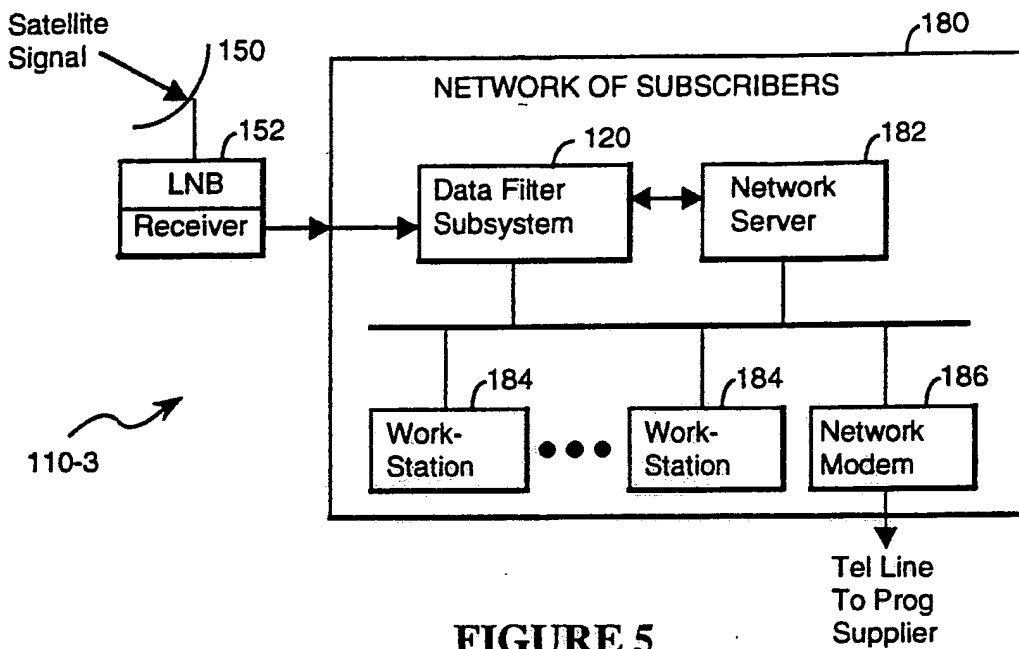 Satellite
Signal
150
180
NETWORK OF SUBSCRIBERS
152
LNB
Receiver
120
Data Filter
Subsystem
182
Network
Server
184
Work-
Station
184
Work-
Station
186
Network
Modem
110-3
Tel Line
To Prog
Supplier
FIGURE 5